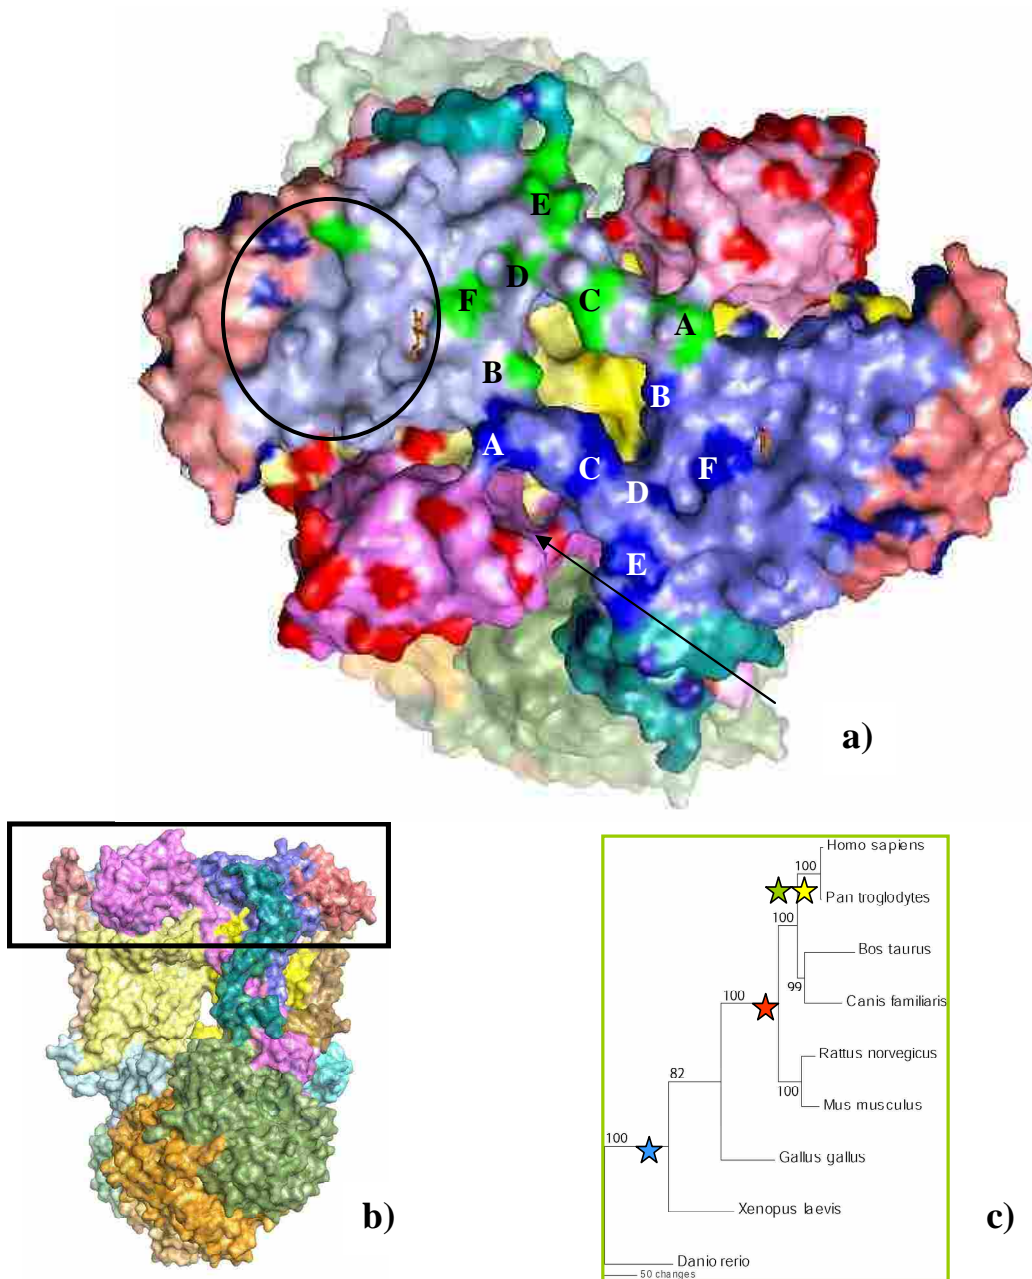 E
D
F
C
A
B
B
A
C
F
D
E
a)
b)
c)
Homo sapiens
100
Pan troglodytes
100
Bos taurus
99
Canis familiaris
100
Rattus norvegicus
100
Mus musculus
82
Gallus gallus
100
Xenopus laevis
Danio rerio
50 changes